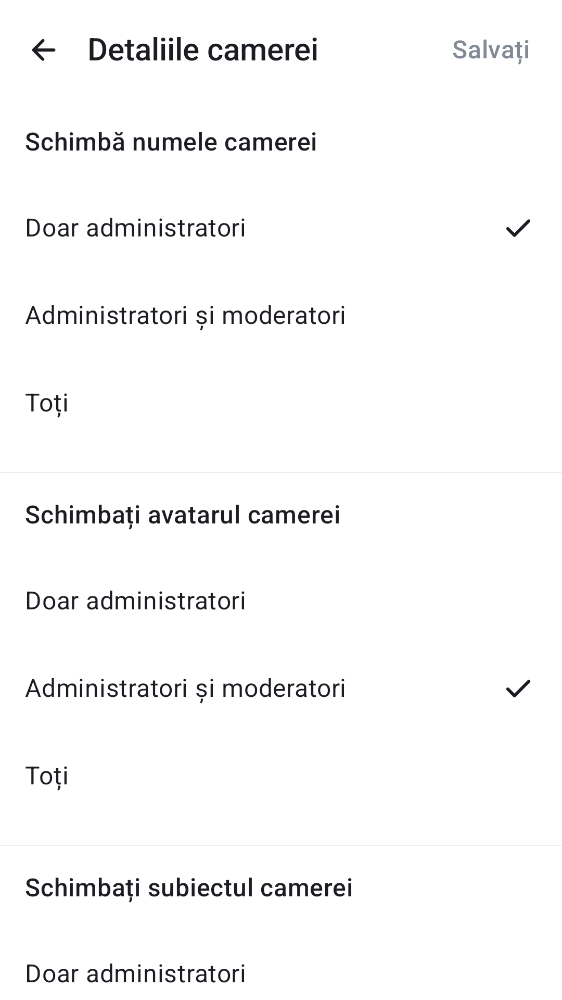 Detaliile camerei
Salvați
Schimbă numele camerei
Doar administratori
Administratori și moderatori
Toți
Schimbați avatarul camerei
Doar administratori
Administratori și moderatori
Toți
Schimbați subiectul camerei
Doar administratori